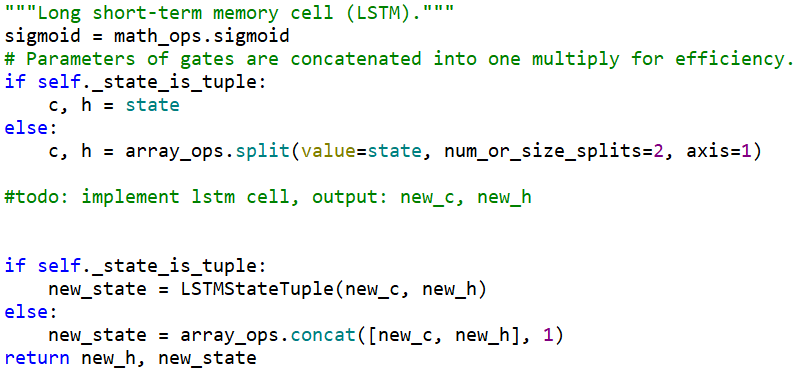 """Long short-term memory cell (LSTM)."""
sigmoid = math_ops.sigmoid
# Parameters of gates are concatenated into one multiply for efficiency.
if self._state_is_tuple:
    c, h = state
else:
    c, h = array_ops.split(value=state, num_or_size_splits=2, axis=1)
#todo: implement lstm cell, output: new_c, new_h
if self._state_is_tuple:
    new_state = LSTMStateTuple(new_c, new_h)
else:
    new_state = array_ops.concat([new_c, new_h], 1)
return new_h, new_state